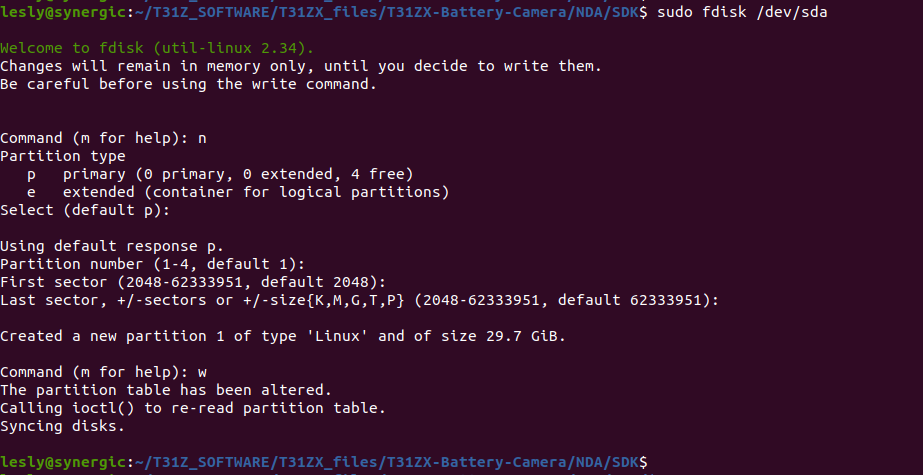 lesly@synergic:~/T31Z_SOFTWARE/T31ZX_files/T31ZX-Battery-Camera/NDA/SDK$ sudo fdisk /dev/sda
Welcome to fdisk (util-linux 2.34).
Changes will remain in memory only, until you decide to write them.
Be careful before using the write command.
Command (m for help): n
Partition type
   p   primary (0 primary, 0 extended, 4 free)
   e   extended (container for logical partitions)
Select (default p):
Using default response p.
Partition number (1-4, default 1):
First sector (2048-62333951, default 2048):
Last sector, +/-sectors or +/-size{K,M,G,T,P} (2048-62333951, default 62333951):
Created a new partition 1 of type 'Linux' and of size 29.7 GiB.
Command (m for help): w
The partition table has been altered.
Calling ioctl() to re-read partition table.
Syncing disks.
lesly@synergic:~/T31Z_SOFTWARE/T31ZX_files/T31ZX-Battery-Camera/NDA/SDK$